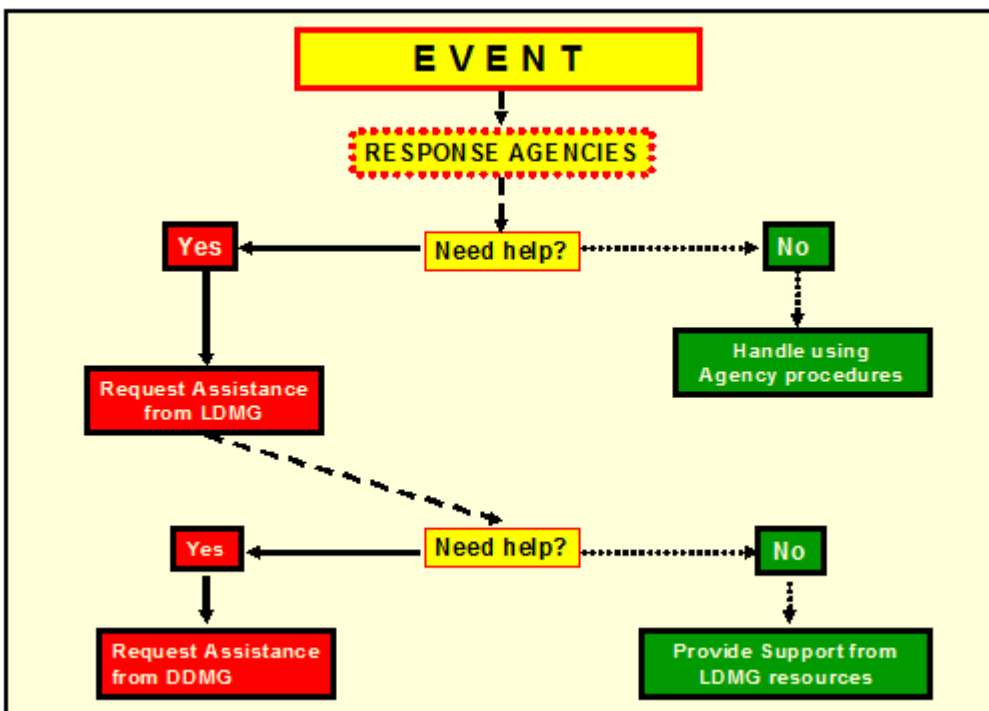 E V E N T
RESPONSE AGENCIES
Yes
Need help?
No
Handle using
Agency procedures
Request Assistance
from LDMG
Yes
Need help?
No
Request Assistance
from DDMG
Provide Support from
LDMG resources